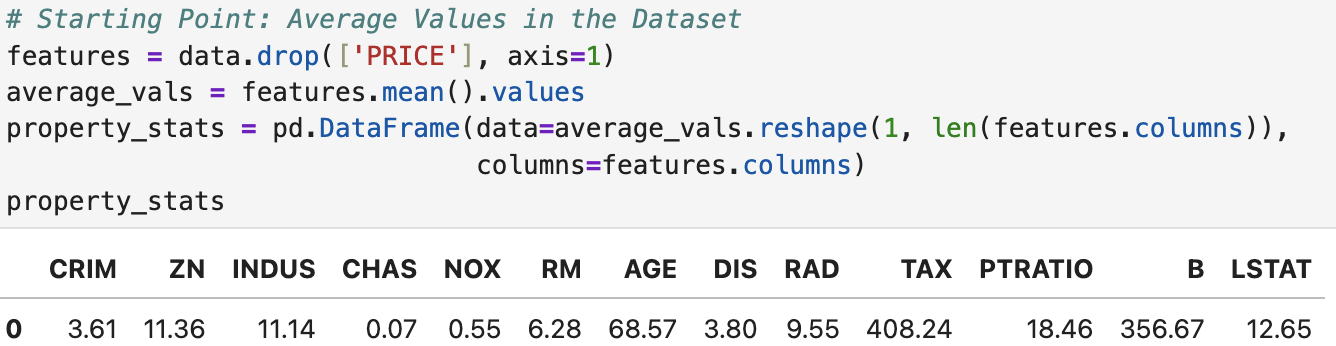 # Starting Point: Average Values in the Dataset
features = data.drop(['PRICE'], axis=1)
average_vals = features.mean().values
property_stats = pd.DataFrame(data=average_vals.reshape(1, len(features.columns)),
                              columns=features.columns)
property_stats
CRIM ZN INDUS CHAS NOX RM AGE DIS RAD TAX PTRATIO B LSTAT
0 3.61 11.36 11.14 0.07 0.55 6.28 68.57 3.80 9.55 408.24 18.46 356.67 12.65